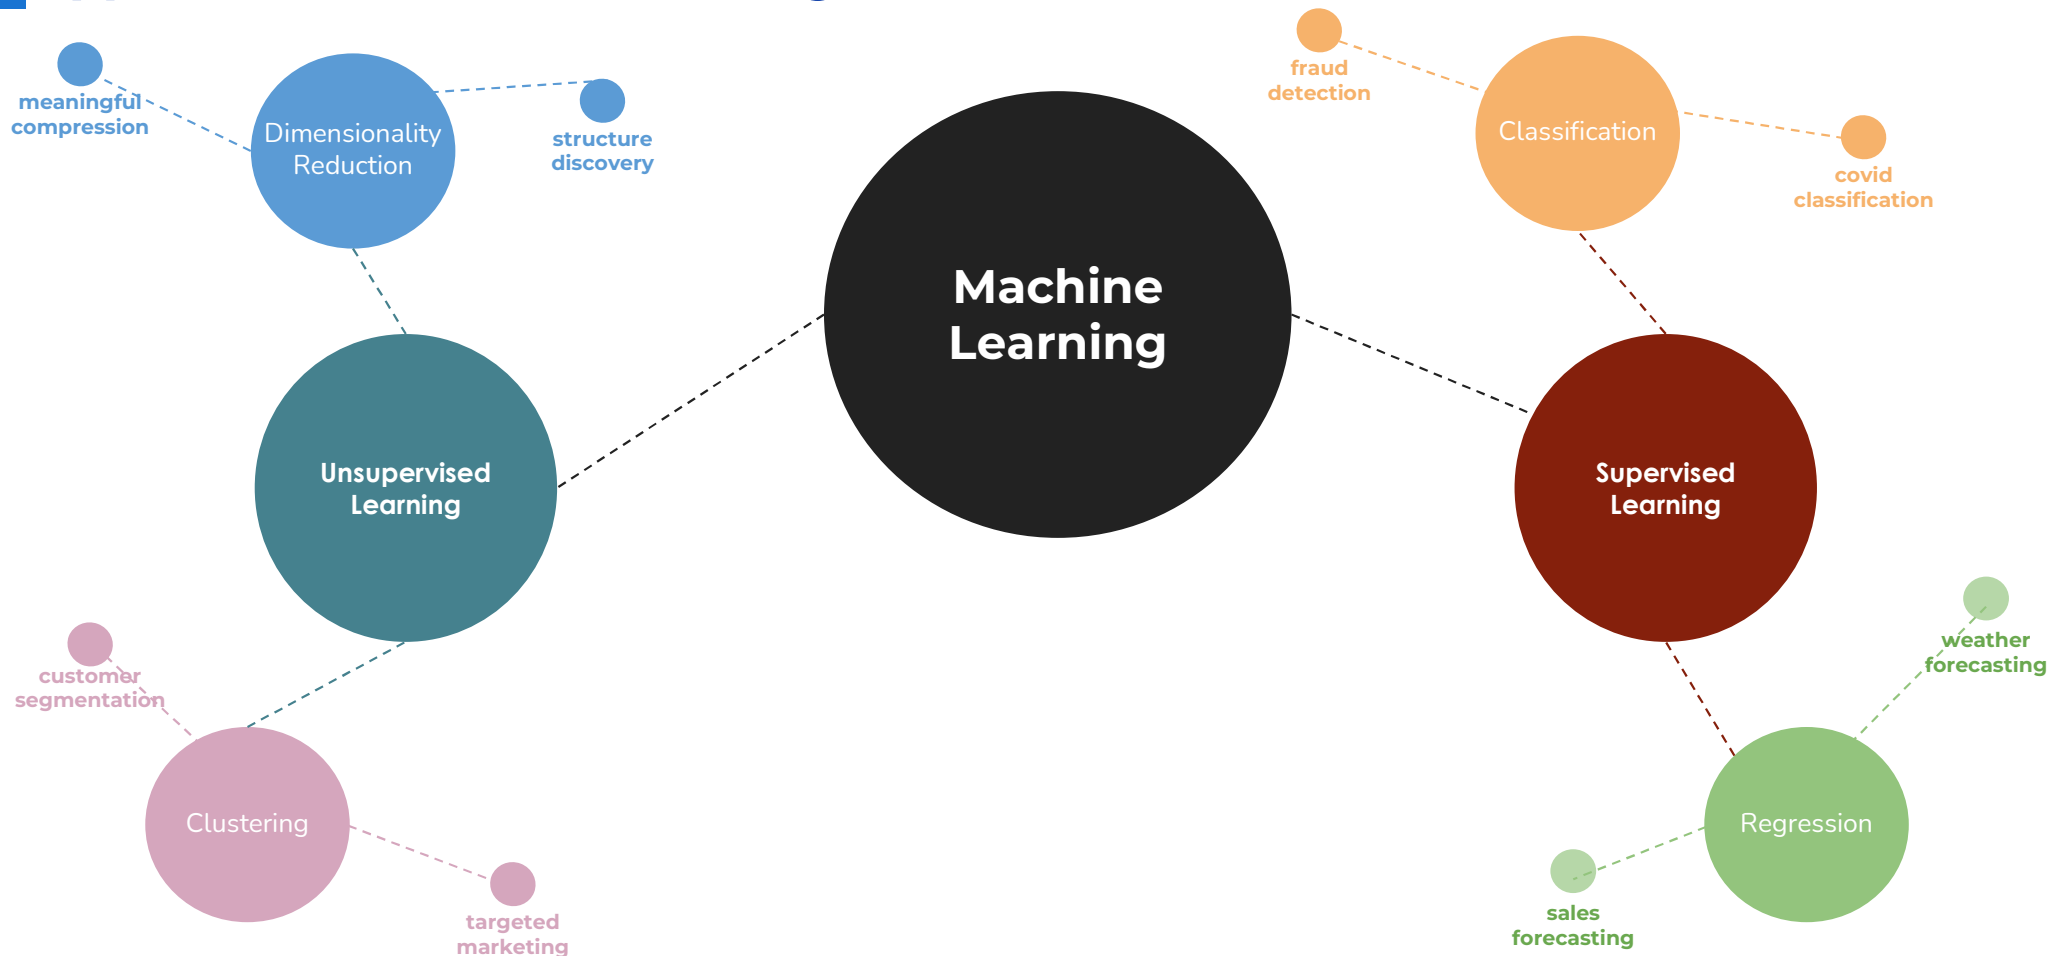 meaningful
compression
Dimensionality
Reduction
structure
discovery
Machine
Learning
fraud
detection
Classification
covid
classification
Unsupervised
Learning
Supervised
Learning
customer
segmentation
Clustering
targeted
marketing
weather
forecasting
Regression
sales
forecasting